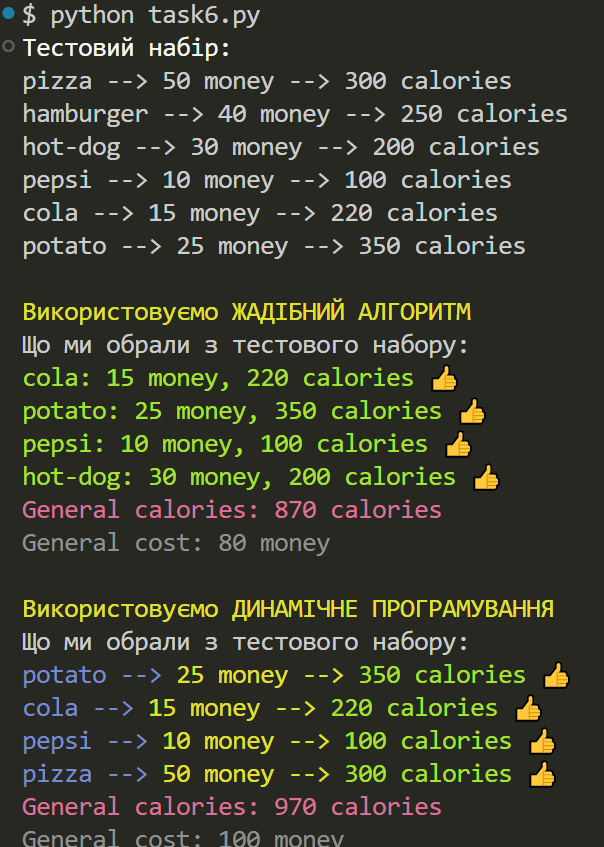 $ python task6.py
Тестовий набір:
pizza --> 50 money --> 300 calories
hamburger --> 40 money --> 250 calories
hot-dog --> 30 money --> 200 calories
pepsi --> 10 money --> 100 calories
cola --> 15 money --> 220 calories
potato --> 25 money --> 350 calories
Використовуємо ЖАДІБНИЙ АЛГОРИТМ
Що ми обрали з тестового набору:
cola: 15 money, 220 calories 👍
potato: 25 money, 350 calories 👍
pepsi: 10 money, 100 calories 👍
hot-dog: 30 money, 200 calories 👍
General calories: 870 calories
General cost: 80 money
Використовуємо ДИНАМІЧНЕ ПРОГРАМУВАННЯ
Що ми обрали з тестового набору:
potato --> 25 money --> 350 calories 👍
cola --> 15 money --> 220 calories 👍
pepsi --> 10 money --> 100 calories 👍
pizza --> 50 money --> 300 calories 👍
General calories: 970 calories
General cost: 100 money